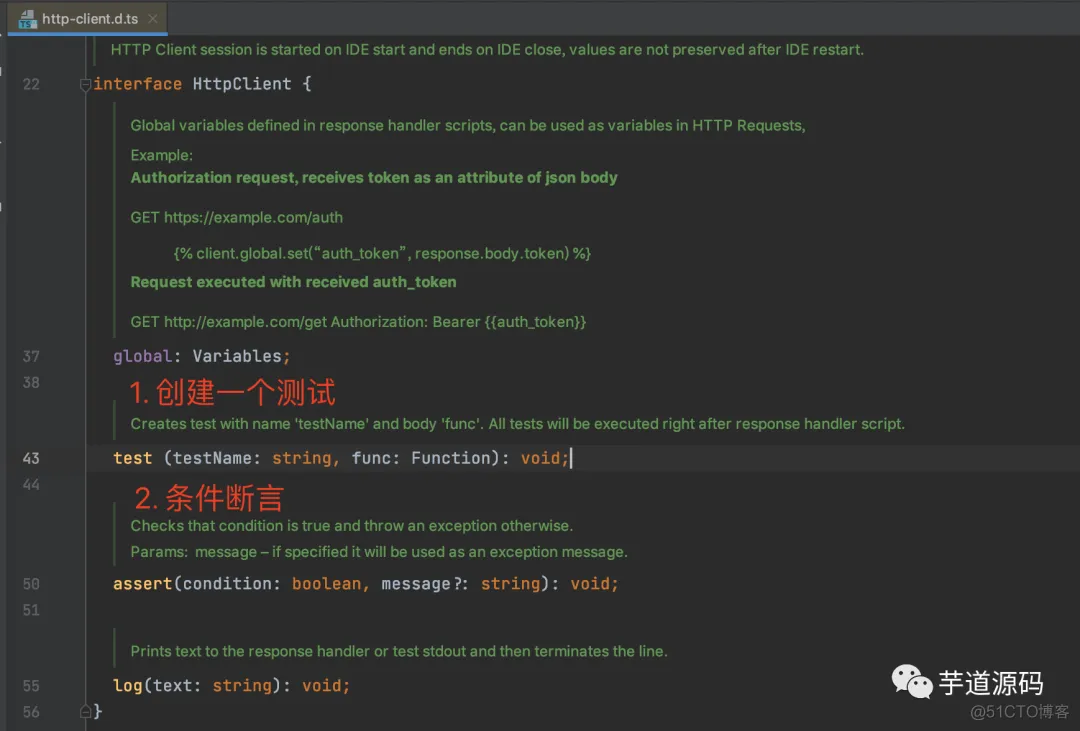 http-client.d.ts
HTTP Client session is started on IDE start and ends on IDE close, values are not preserved after IDE restart.
22 interface HttpClient {
Global variables defined in response handler scripts, can be used as variables in HTTP Requests,
Example:
Authorization request, receives token as an attribute of json body
GET https://example.com/auth
{% client.global.set(“auth_token”, response.body.token) %}
Request executed with received auth_token
GET http://example.com/get Authorization: Bearer {{auth_token}}
37 global: Variables;
38
1. 创建一个测试
Creates test with name 'testName' and body 'func'. All tests will be executed right after response handler script.
43 test (testName: string, func: Function): void;
44
2. 条件断言
Checks that condition is true and throw an exception otherwise.
Params: message – if specified it will be used as an exception message.
50 assert(condition: boolean, message?: string): void;
51
Prints text to the response handler or test stdout and then terminates the line.
55 log(text: string): void;
56 }
芋道源码
@51CTO博客